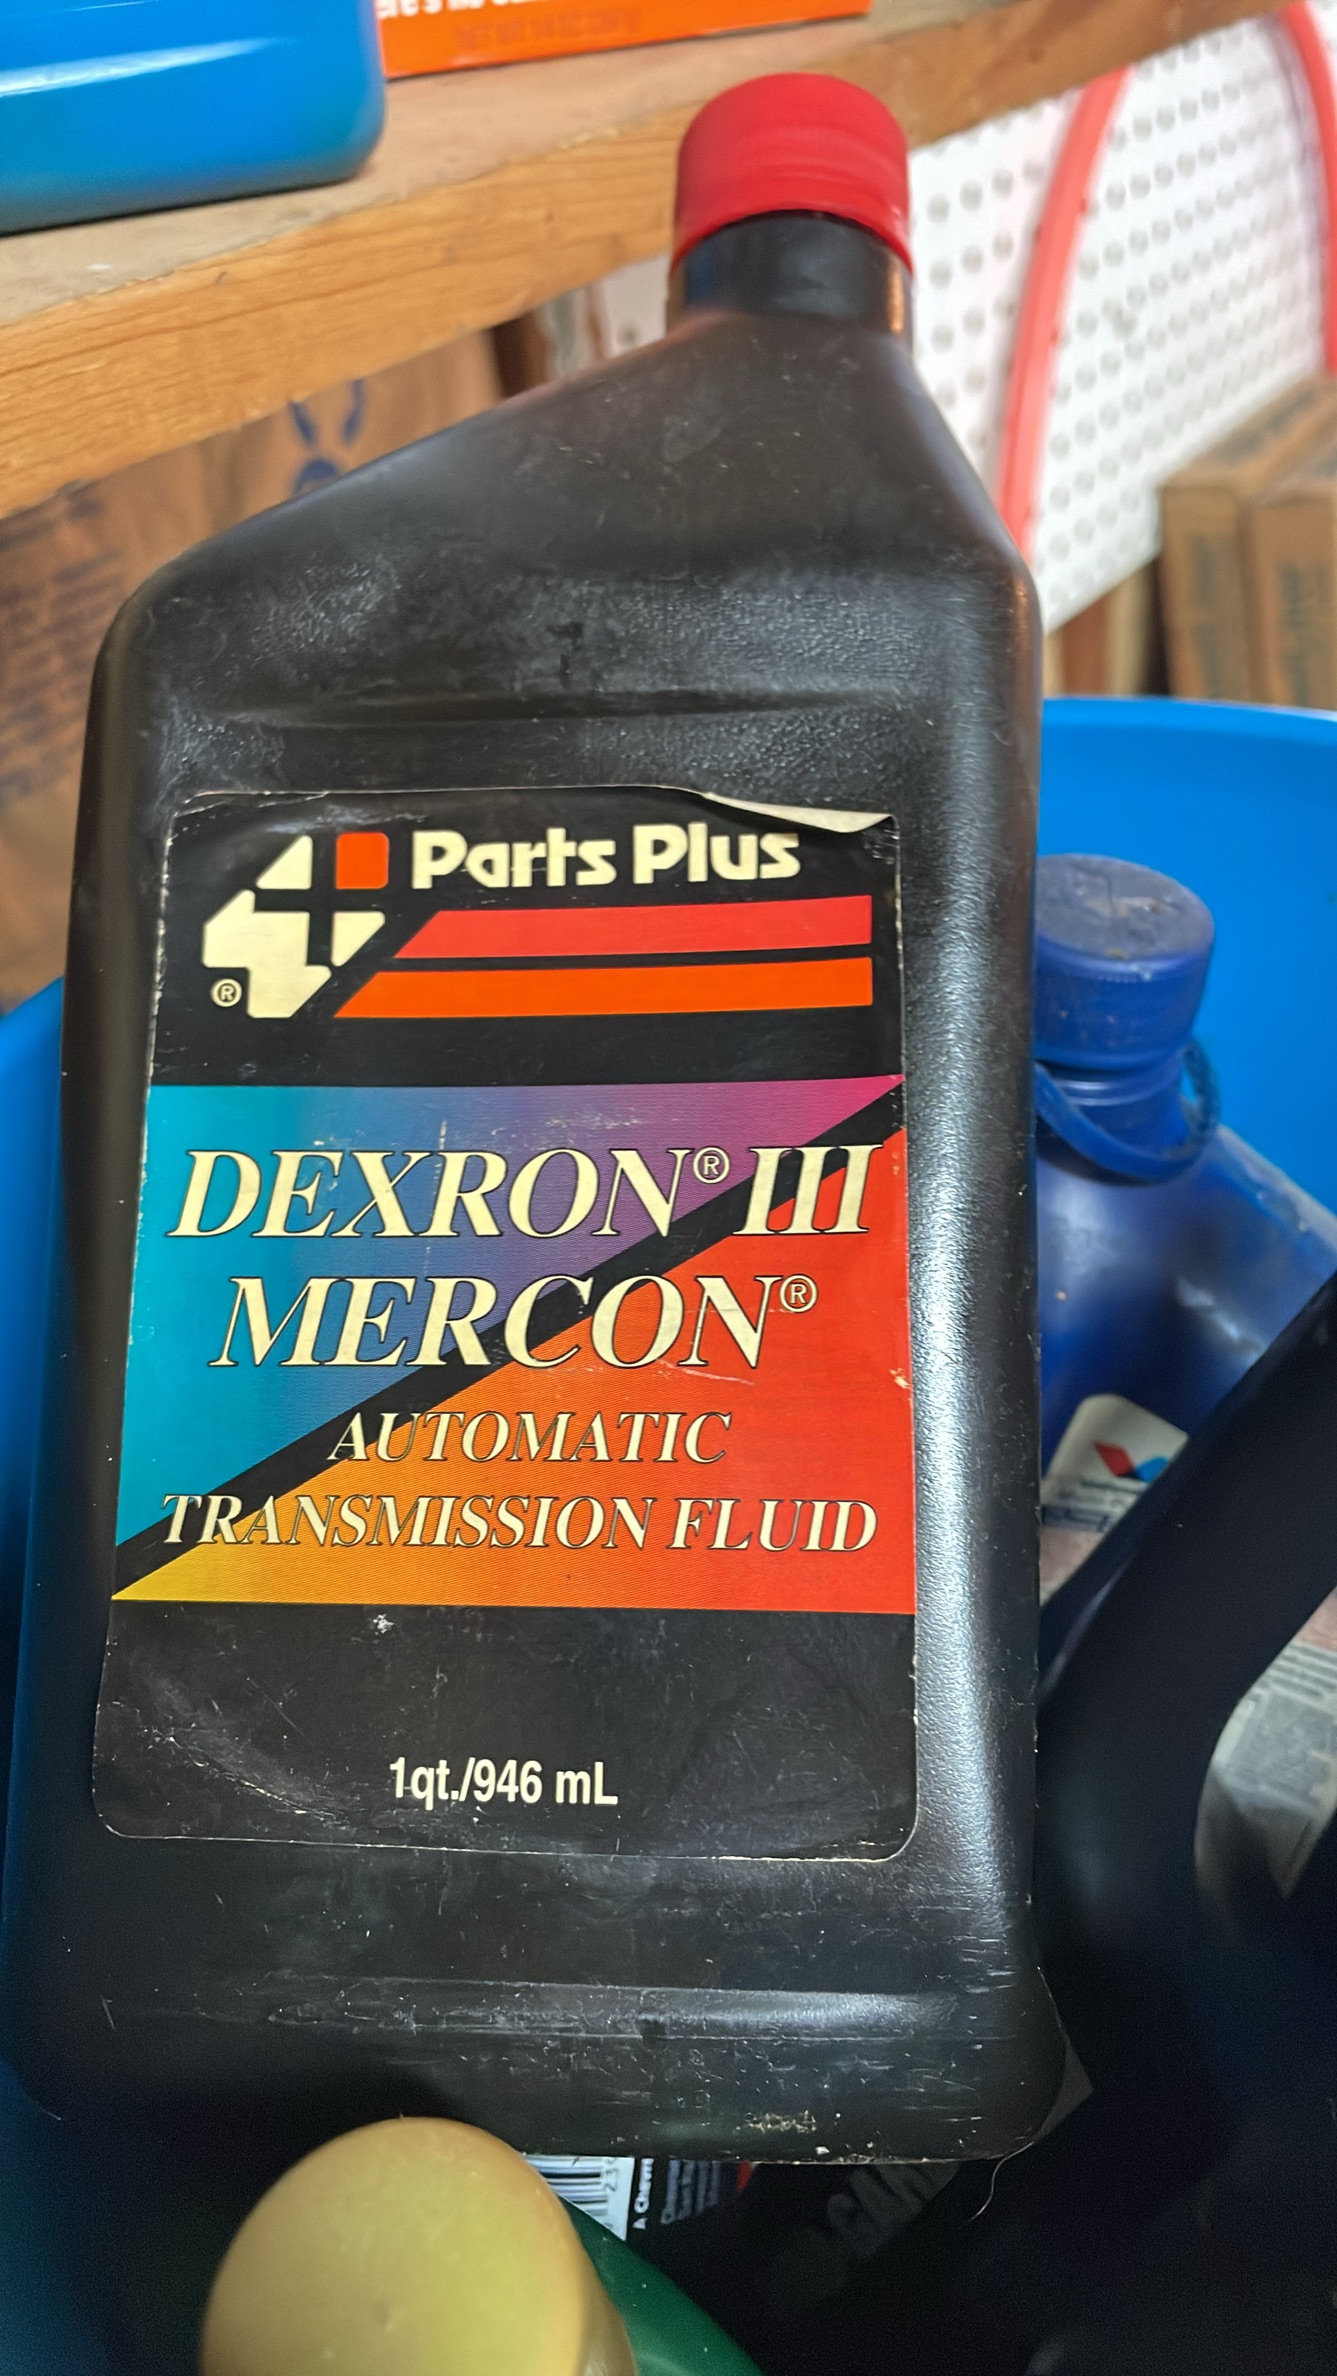 Parts Plus
®
DEXRON® III
MERCON®
AUTOMATIC
TRANSMISSION FLUID
1qt./946 mL